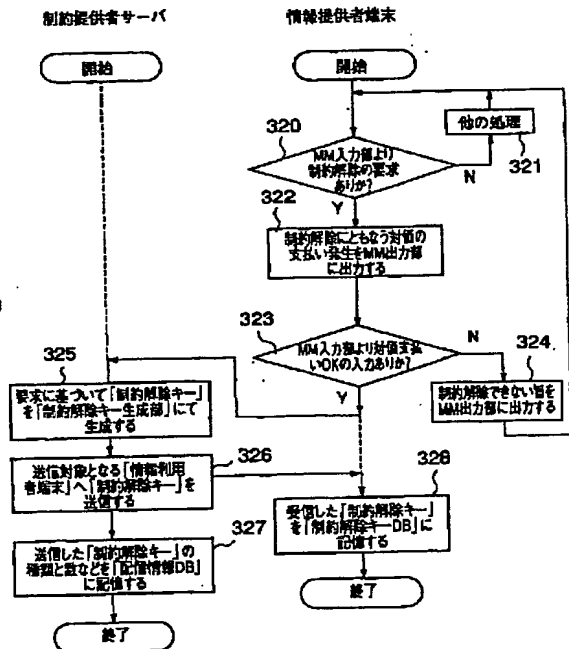 制約提供者サーバ
情報提供者端末
開始
開始
320
MM入力部より
制約解除の要求
ありか?
N
他の処理
321
Y
322
制約解除にともなう対価の
支払い発生をMM出力部
に出力する
323
MM入力部より対価支払
いOKの入力ありか?
N
324
制約解除できない旨を
MM出力部に出力する
Y
325
要求に基づいて「制約解除キー」
を「制約解除キー生成部」にて
生成する
326
送信対象となる「情報利用
者端末」へ「制約解除キー」を
送信する
327
送信した「制約解除キー」の
種類と数などを「配信情報DB」
に記憶する
328
受信した「制約解除キー」
を「制約解除キーDB」に
記憶する
終了
終了